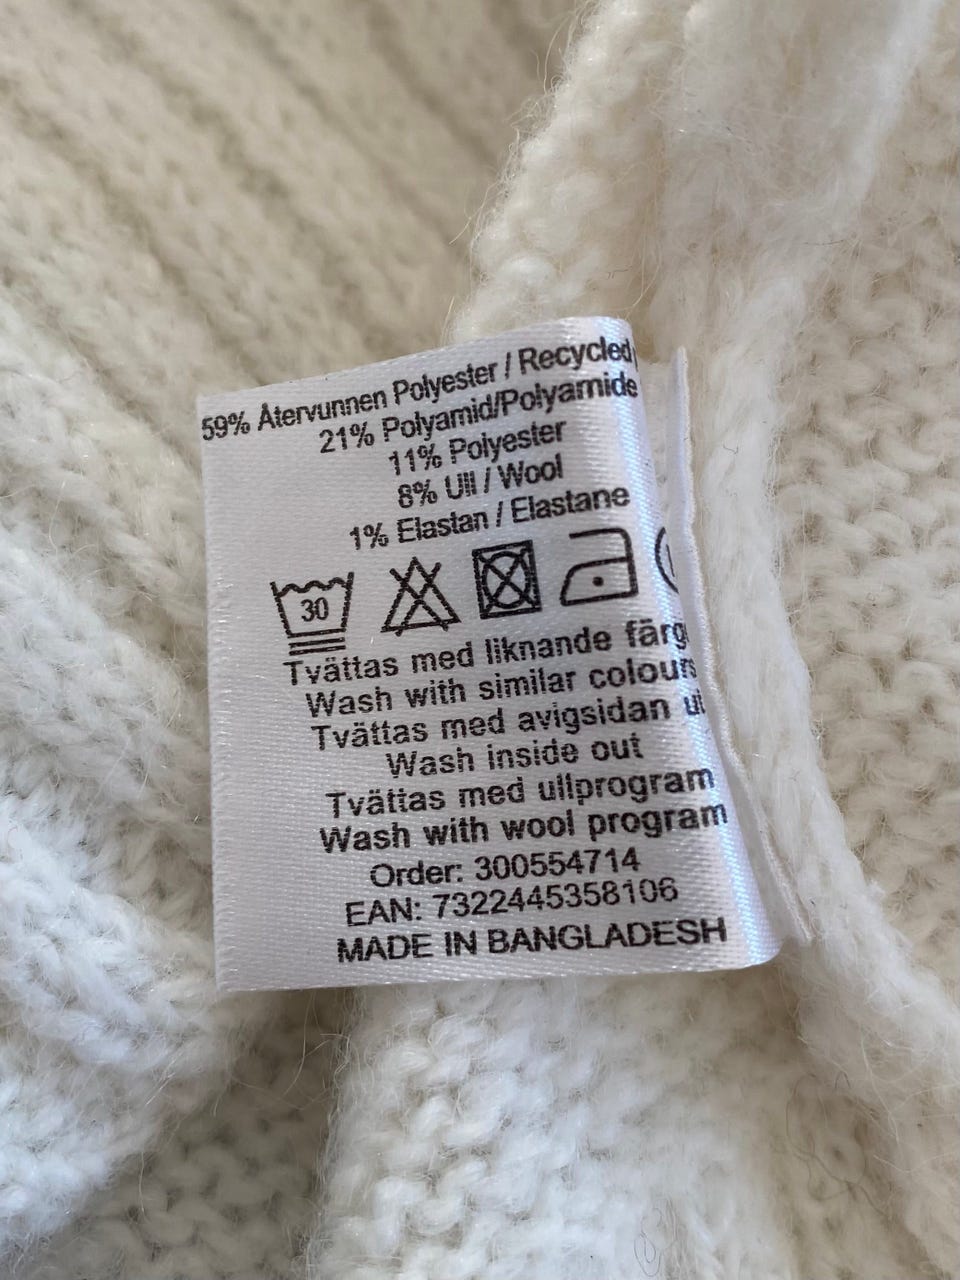 59% Återvunnen Polyester / Recycled
21% Polyamid/Polyamide
11% Polyester
8% Ull / Wool
1% Elastan / Elastane
30
Tvättas med liknande
Wash with similar colours
Tvättas med avigsidan
Wash inside out
Tvättas med ullprogram
Wash with wool program
Order: 300554714
EAN: 7322445358106
MADE IN BANGLADESH